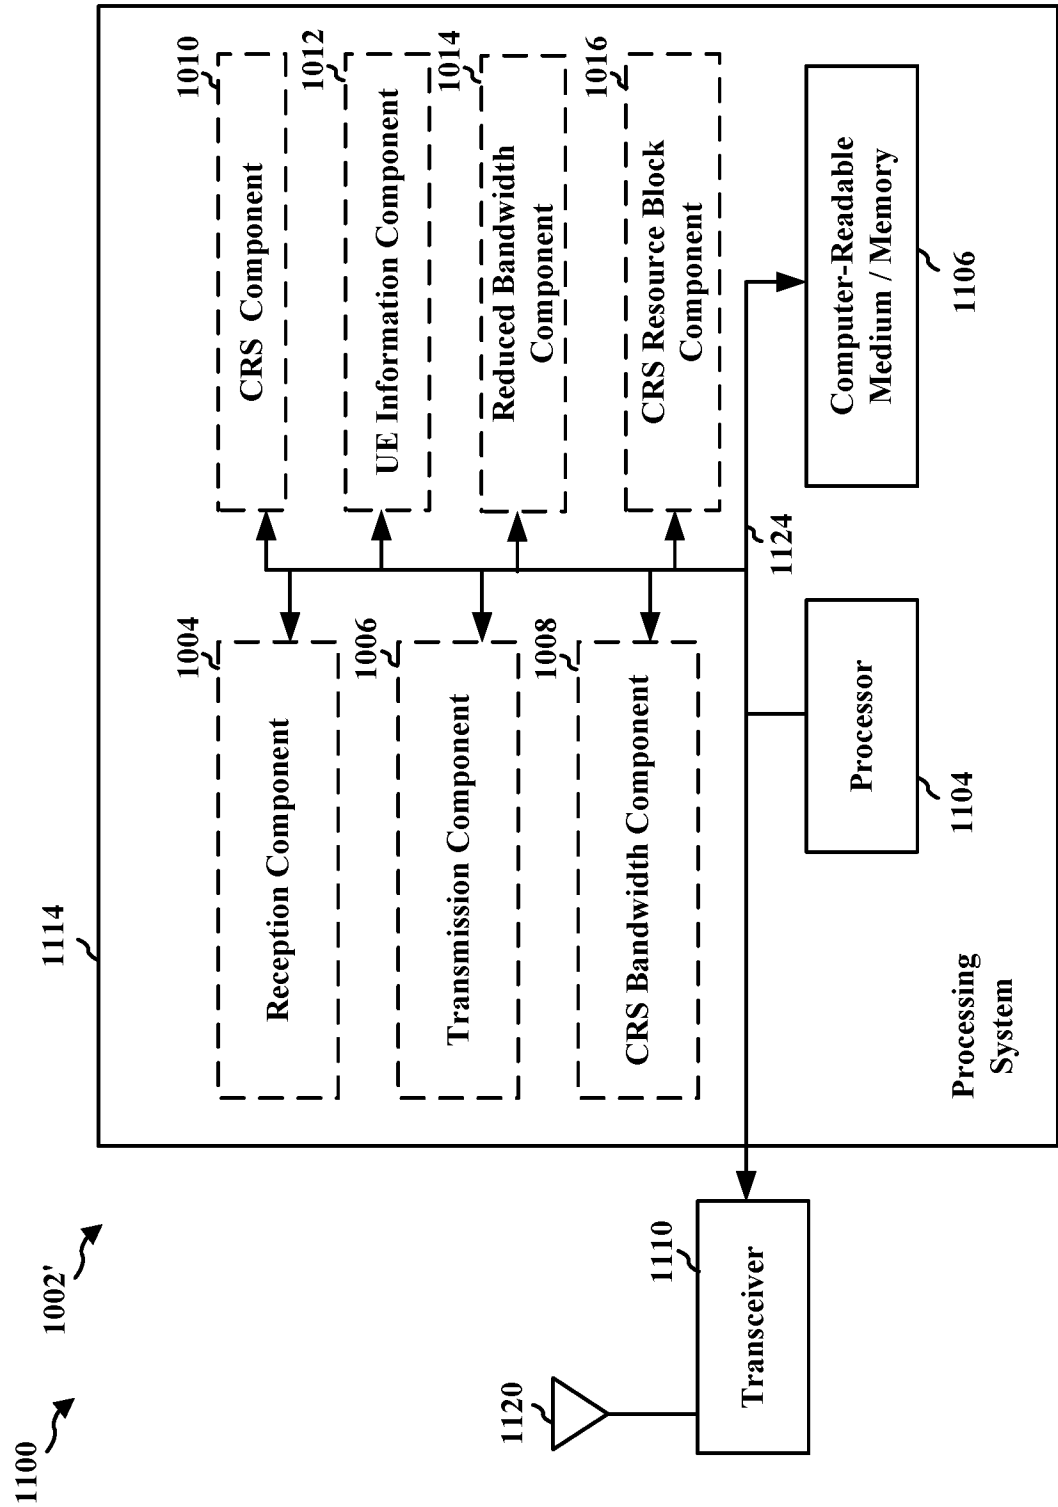 1100
1002'
1114
1004
Reception Component
1006
Transmission Component
1008
CRS Bandwidth Component
1010
CRS Component
1012
UE Information Component
1014
Reduced Bandwidth
Component
1016
CRS Resource Block
Component
1120
1110
Transceiver
1124
Processor
1104
Computer-Readable
Medium / Memory
1106
Processing
System